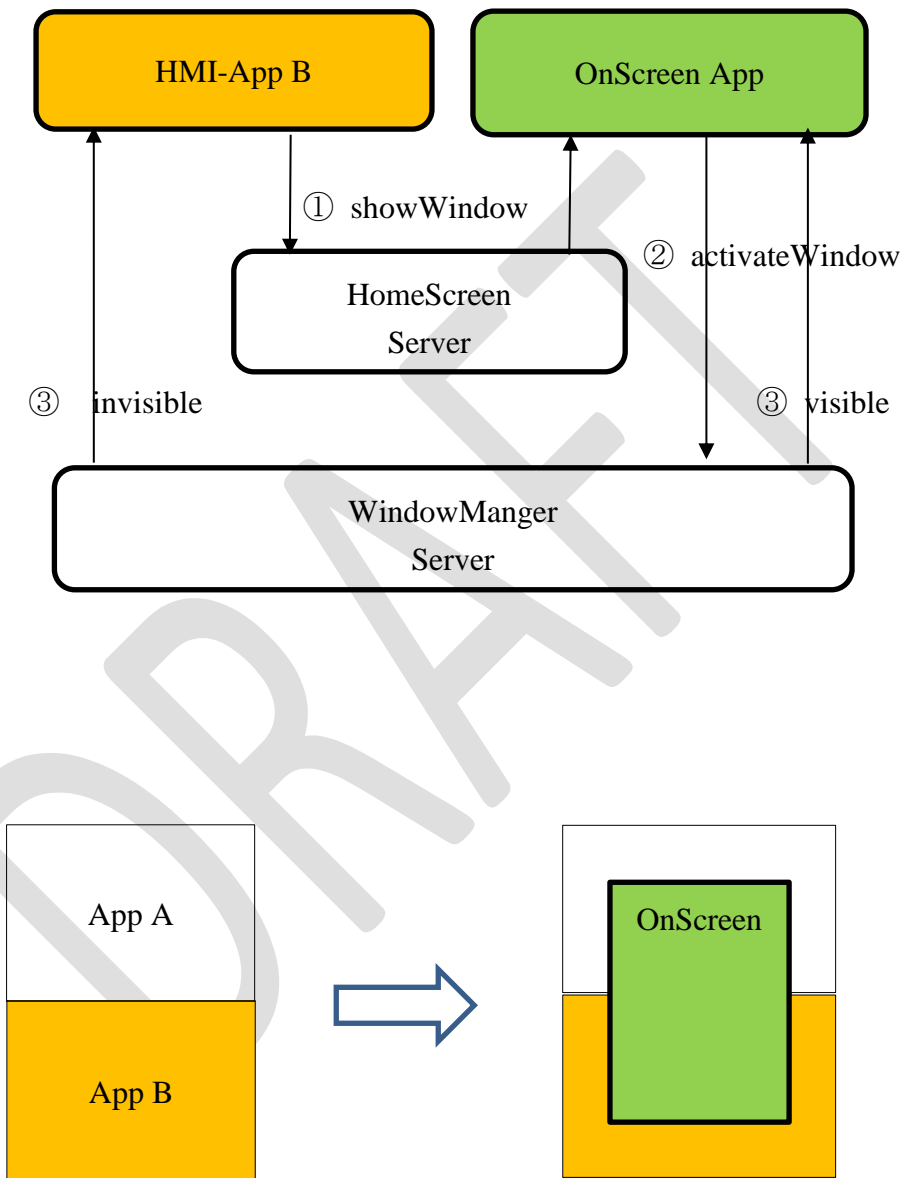 HMI-App B
OnScreen App
① showWindow
② activateWindow
HomeScreen
Server
③ invisible
③ visible
WindowManger
Server
DRAFT
App A
OnScreen
App B